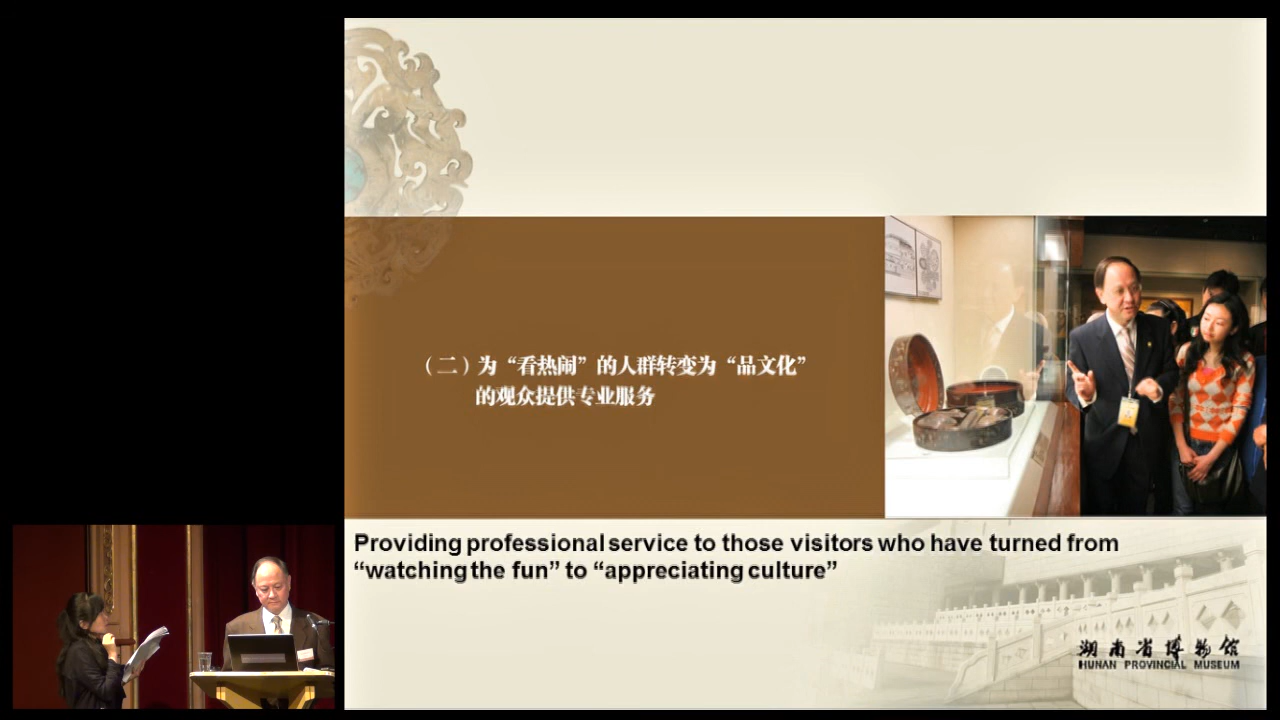 （二）为“看热闹”的人群转变为“品文化”
的观众提供专业服务
Providing professional service to those visitors who have turned from
“watching the fun” to “appreciating culture”
湖南省博物馆
HUNAN PROVINCIAL MUSEUM